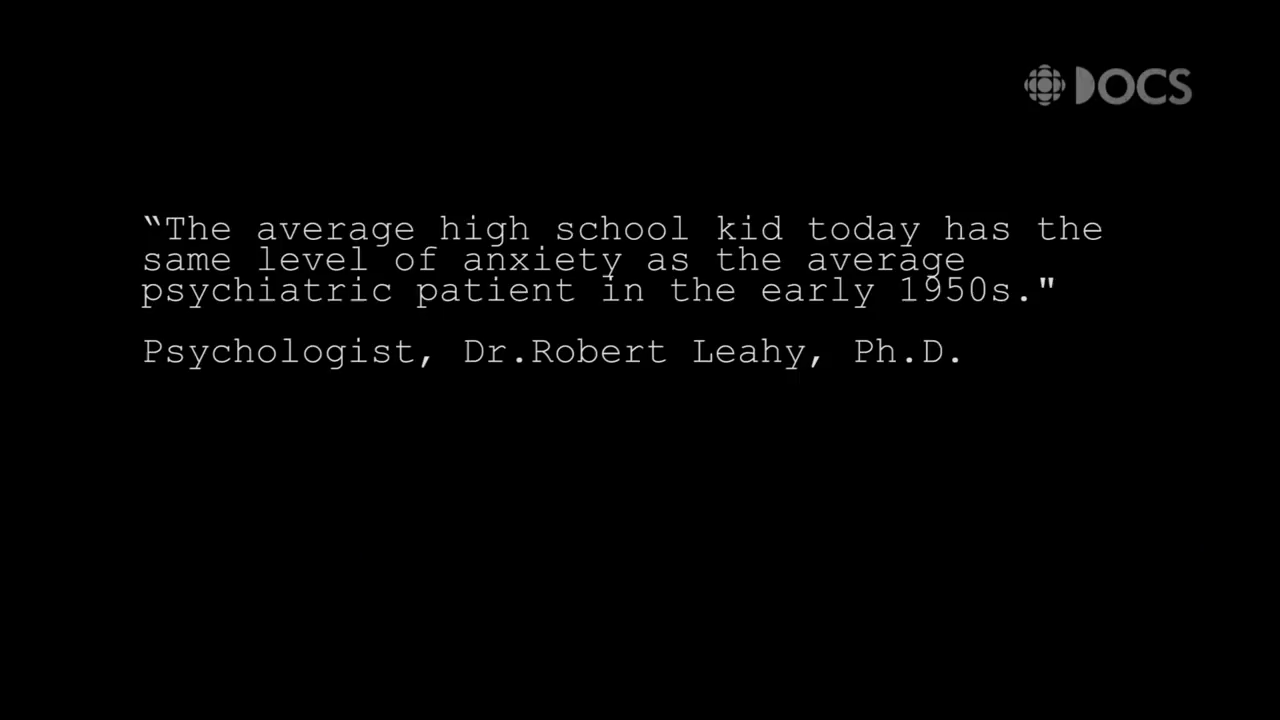 DOCS
“The average high school kid today has the
same level of anxiety as the average
psychiatric patient in the early 1950s."
Psychologist, Dr.Robert Leahy, Ph.D.